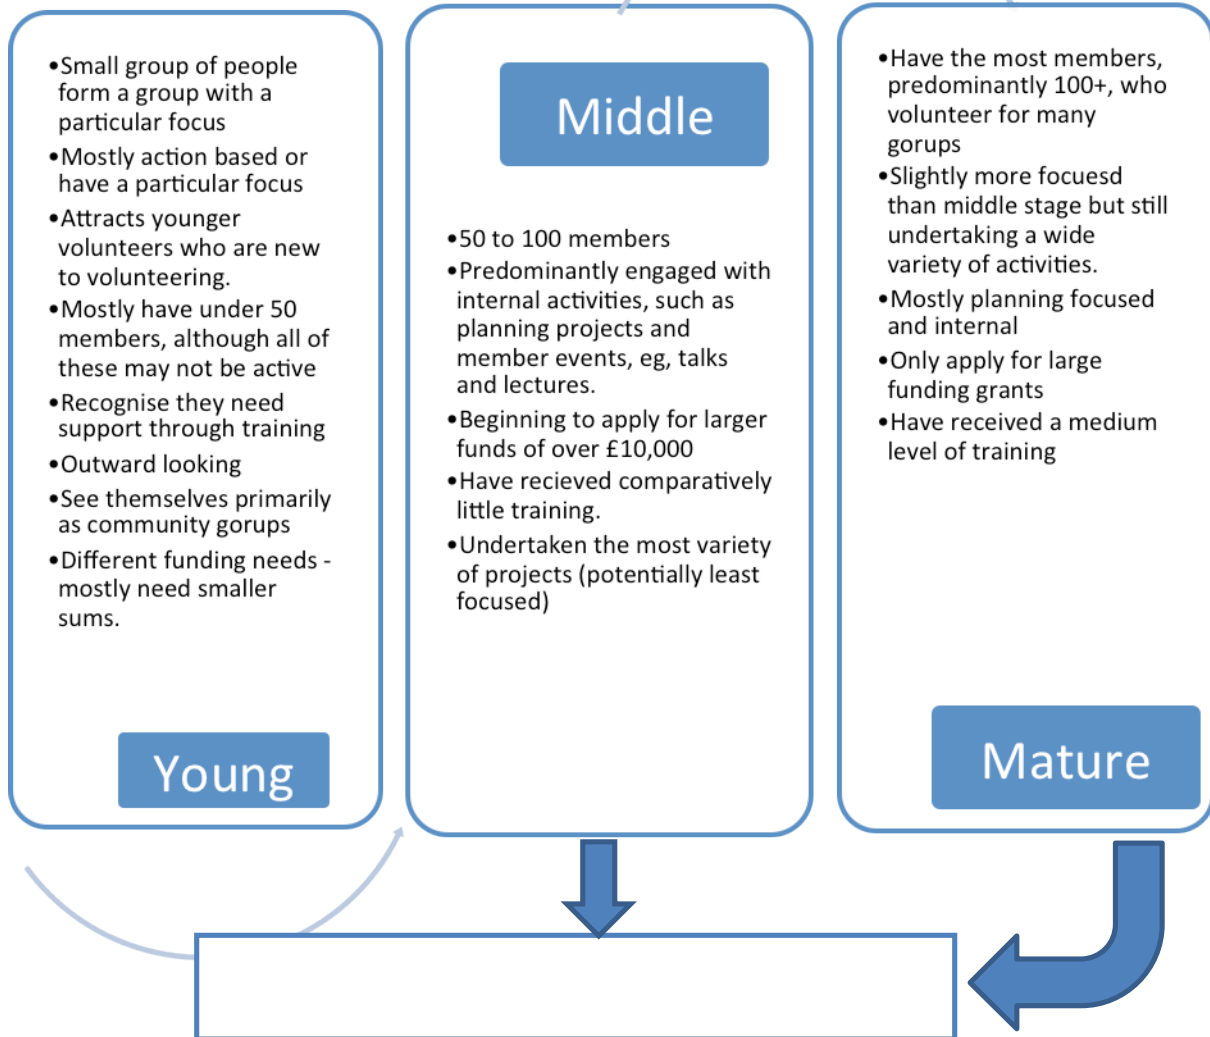 •Small group of people
form a group with a
particular focus
•Mostly action based or
have a particular focus
•Attracts younger
volunteers who are new
to volunteering.
•Mostly have under 50
members, although all of
these may not be active
•Recognise they need
support through training
•Outward looking
•See themselves primarily
as community gorups
•Different funding needs -
mostly need smaller
sums.
Young
Middle
•50 to 100 members
•Predominantly engaged with
internal activities, such as
planning projects and
member events, eg, talks
and lectures.
•Beginning to apply for larger
funds of over £10,000
•Have recieved comparatively
little training.
•Undertaken the most variety
of projects (potentially least
focused)
•Have the most members,
predominantly 100+, who
volunteer for many
gorups
•Slightly more focuesd
than middle stage but still
undertaking a wide
variety of activities.
•Mostly planning focused
and internal
•Only apply for large
funding grants
•Have received a medium
level of training
Mature